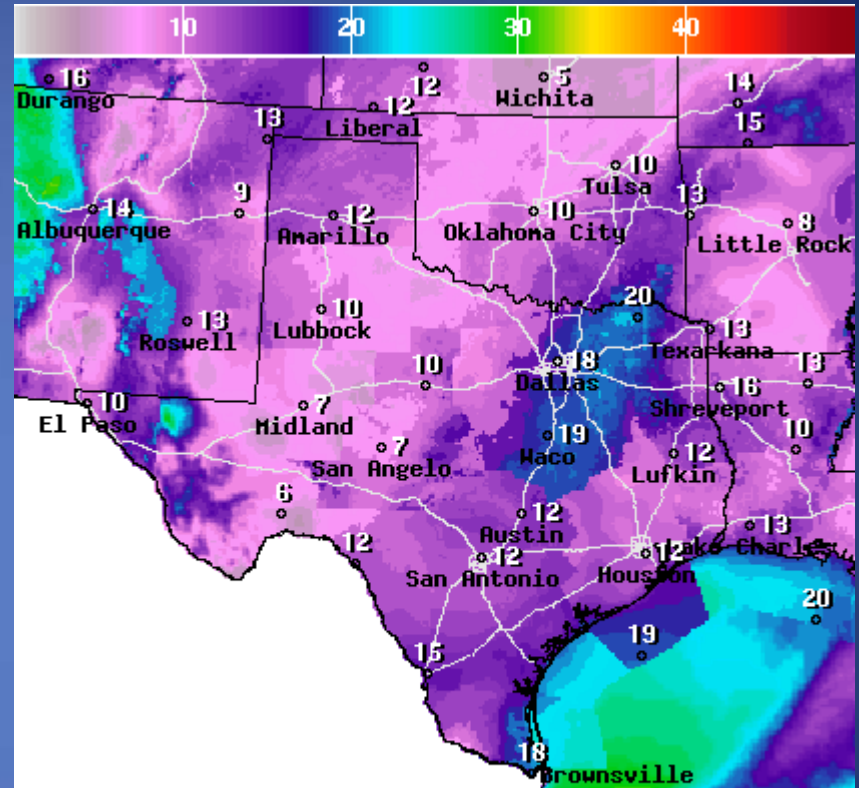 10 20 30 40
12
16 12 5
Durango Wichita
12 14
Liberal
13 15
10
Tulsa
14 9 12 10 13 8
Albuquerque Amarillo Oklahoma City Little Rock
13 10 20 13
Roswell Lubbock Texarkana
18
Dallas
10 13
16
10 7 Shreveport
El Paso Midland
19 10
7 Waco 12
San Angelo Lufkin
6 12 13
Austin
12 12 12 Lake Charles
San Antonio Houston
20
19
15
18
Brownsville